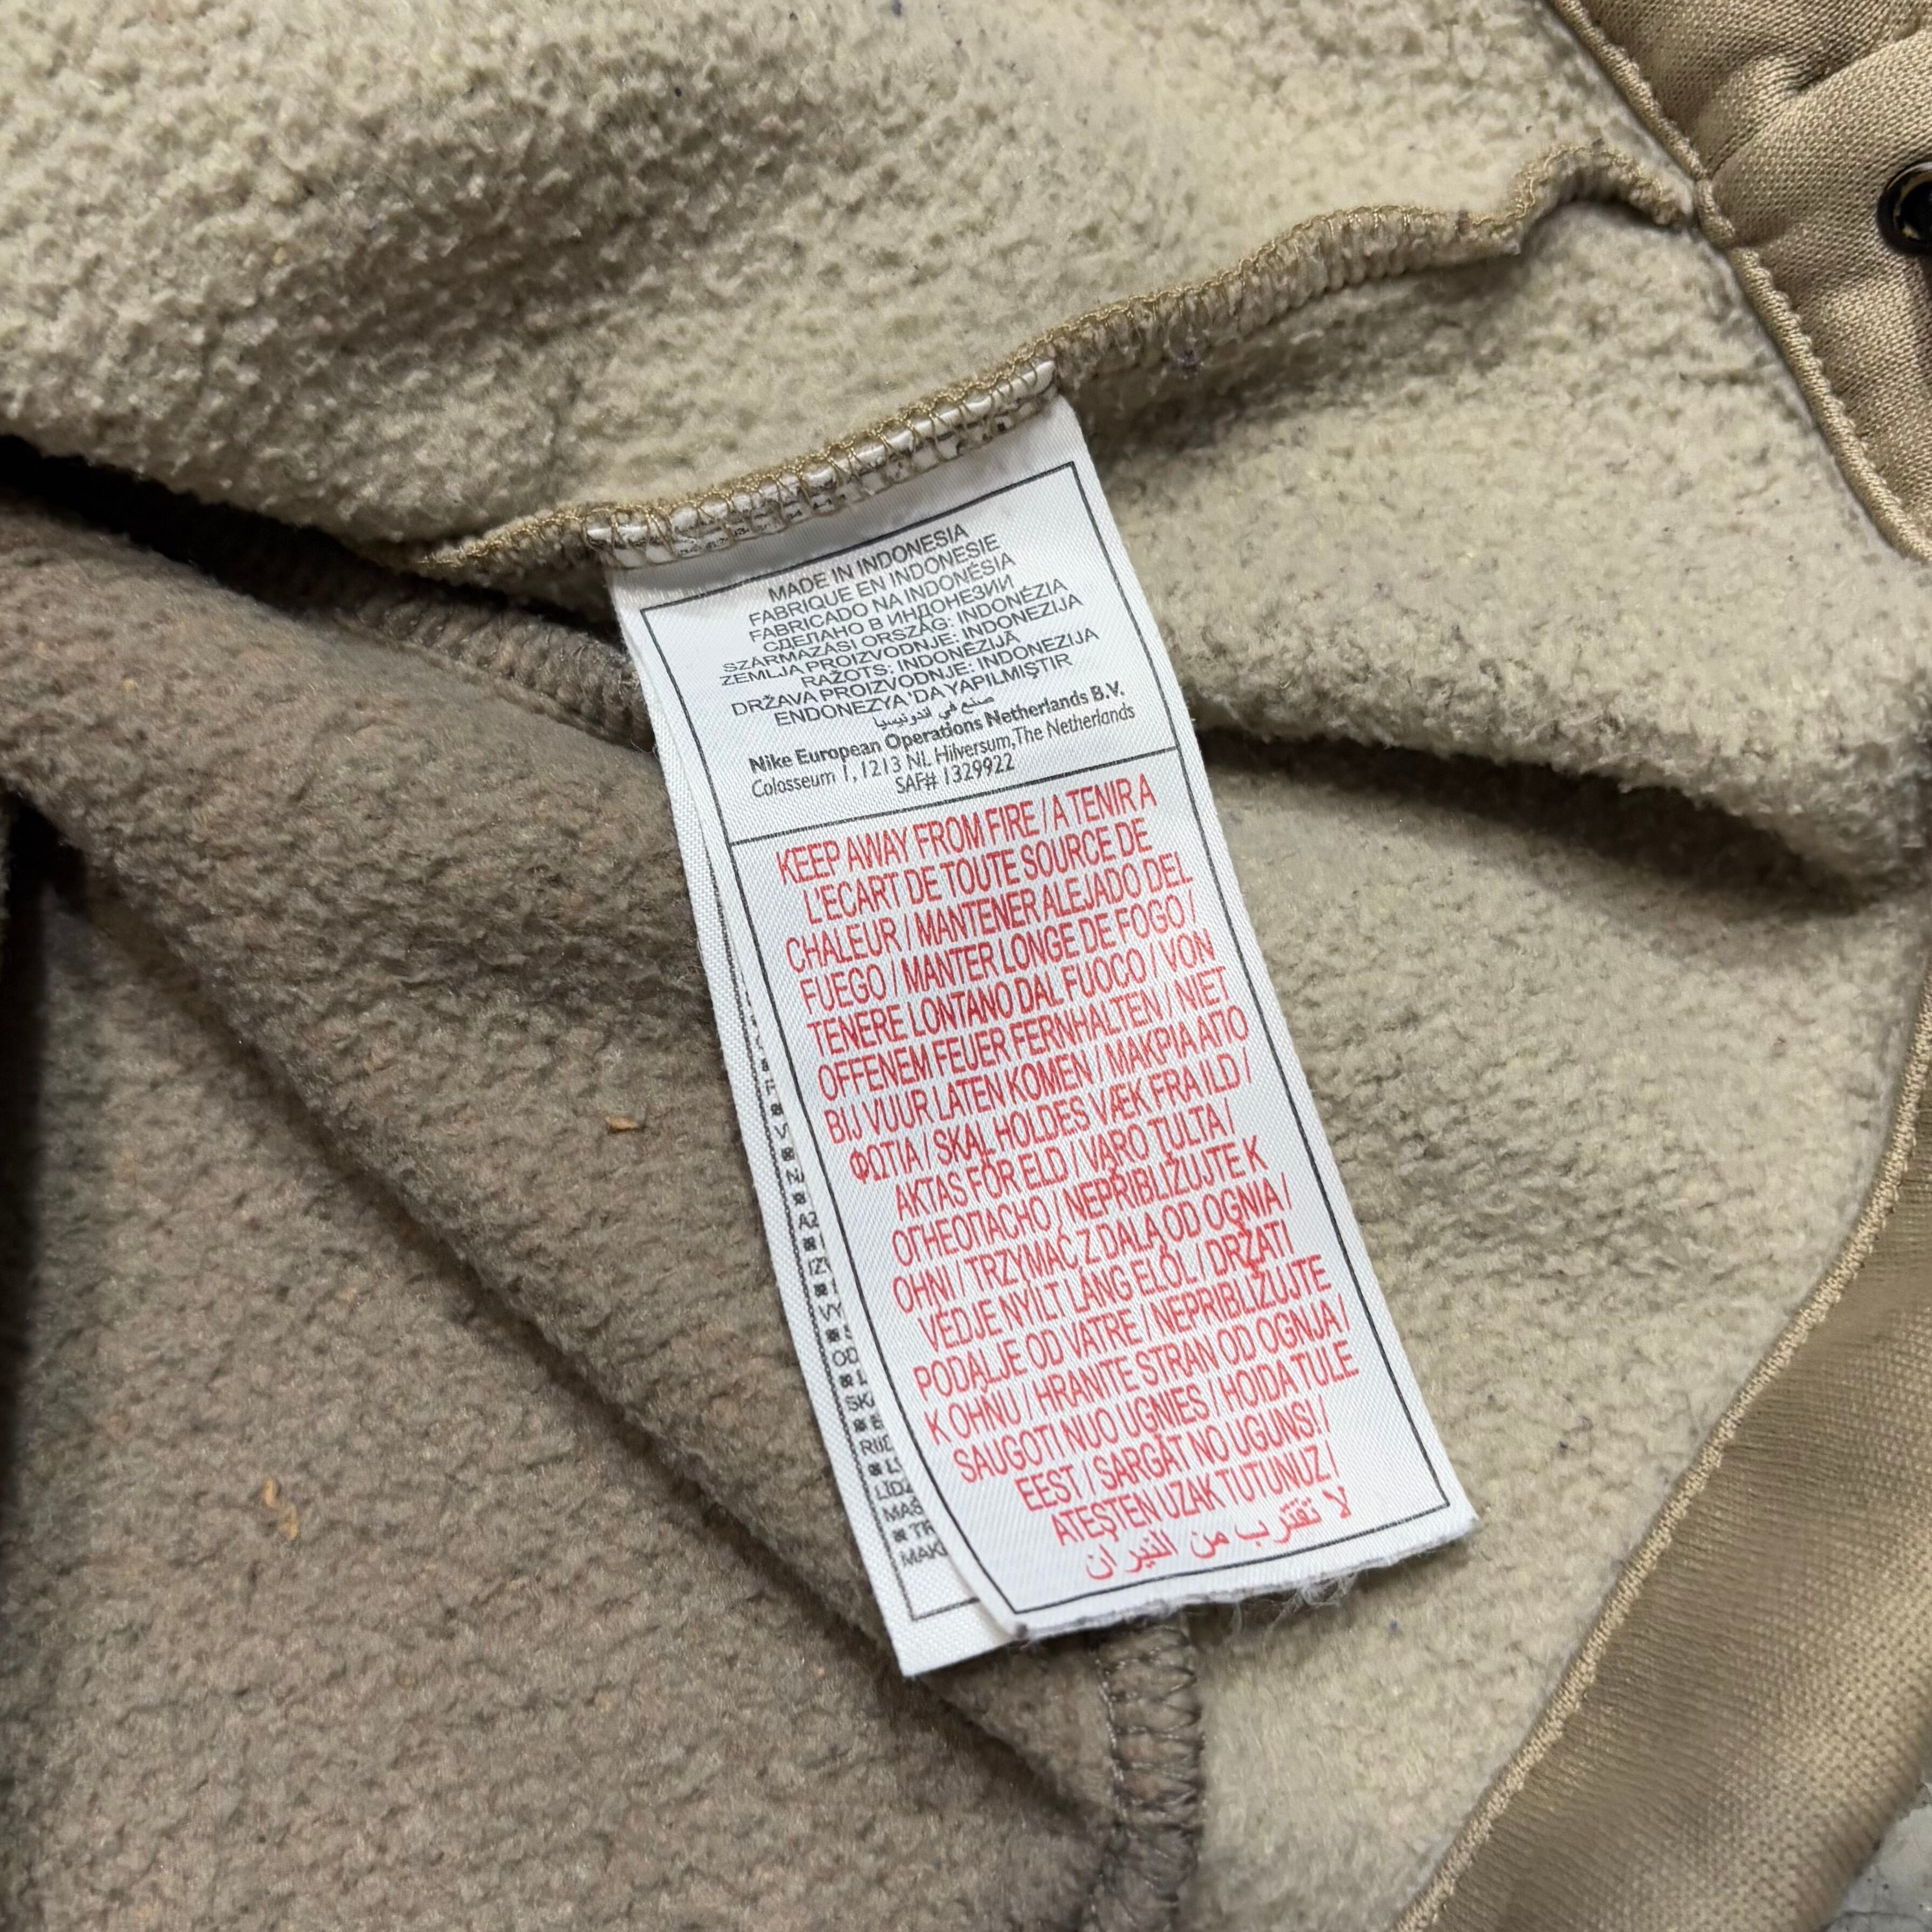 MADE IN INDONESIA
FABRIQUE EN INDONESIE
FABRICADO NA INDONÉSIA
СДЕЛАНО В ИНДОНЕЗИИ
SZÁRMAZÁSI ORSZÁG: INDONÉZIA
ZEMLJA PROIZVODNJE: INDONEZIJA
RAŽOTS: INDONĒZIJĀ
DRŽAVA PROIZVODNJE: INDONEZIJA
ENDONEZYA 'DA YAPILMIŞTIR
صنع في اندونيسيا
Nike European Operations Netherlands B.V.
Colosseum 1, 1213 NL Hilversum, The Netherlands
SAF# 1329922
KEEP AWAY FROM FIRE / A TENIR A
L'ECART DE TOUTE SOURCE DE
CHALEUR / MANTENER ALEJADO DEL
FUEGO / MANTER LONGE DE FOGO /
TENERE LONTANO DAL FUOCO / VON
OFFENEM FEUER FERNHALTEN / NIET
BIJ VUUR LATEN KOMEN / ΜΑΚΡΙΑ ΑΠΟ
ΦΩΤΙΑ / SKAL HOLDES VÆK FRA ILD /
AKTAS FÖR ELD / VARO TULTA /
ОГНЕОПАСНО / NEPŘIBLIŽUJTE K
OHNI / TRZYMAĆ Z DALA OD OGNIA /
VÉDJE NYÍLT LÁNG ELŐL / DRŽATI
PODALJE OD VATRE / NEPRIBLIŽUJTE
K OHŇU / HRANITE STRAN OD OGNJA /
SAUGOTI NUO UGNIES / HOIDA TULE
EEST / SARGĀT NO UGUNS! /
ATEŞTEN UZAK TUTUNUZ /
لا تقترب من النيران